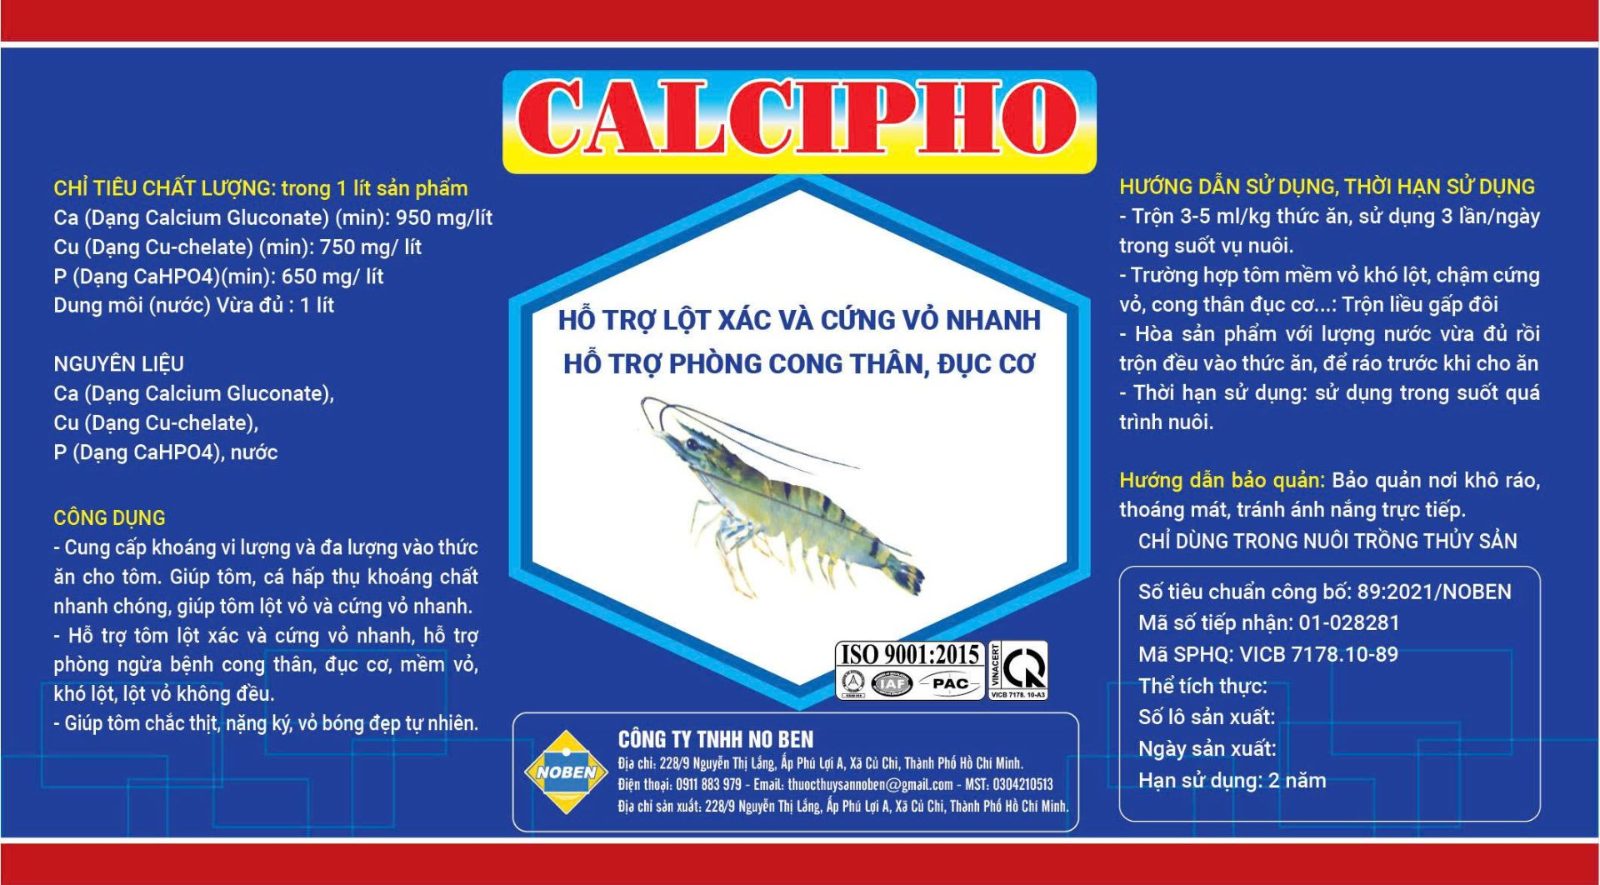 CALCIPHO
CHỈ TIÊU CHẤT LƯỢNG: trong 1 lít sản phẩm
Ca (Dạng Calcium Gluconate) (min): 950 mg/lít
Cu (Dạng Cu-chelate) (min): 750 mg/ lít
P (Dạng CaHPO4)(min): 650 mg/ lít
Dung môi (nước) Vừa đủ : 1 lít
NGUYÊN LIỆU
Ca (Dạng Calcium Gluconate),
Cu (Dạng Cu-chelate),
P (Dạng CaHPO4), nước
CÔNG DỤNG
- Cung cấp khoáng vi lượng và đa lượng vào thức
ăn cho tôm. Giúp tôm, cá hấp thụ khoáng chất
nhanh chóng, giúp tôm lột vỏ và cứng vỏ nhanh.
- Hỗ trợ tôm lột xác và cứng vỏ nhanh, hỗ trợ
phòng ngừa bệnh cong thân, đục cơ, mềm vỏ,
khó lột, lột vỏ không đều.
- Giúp tôm chắc thịt, nặng ký, vỏ bóng đẹp tự nhiên.
HỖ TRỢ LỘT XÁC VÀ CỨNG VỎ NHANH
HỖ TRỢ PHÒNG CONG THÂN, ĐỤC CƠ
ISO 9001:2015
IAF
PAC
VINACERT
VICB 7178. 10-A3
NOBEN
CÔNG TY TNHH NO BEN
Địa chỉ: 228/9 Nguyễn Thị Lắng, Ấp Phú Lợi A, Xã Củ Chi, Thành Phố Hồ Chí Minh.
Điện thoại: 0911 883 979 - Email: thuocthuysannoben@gmail.com - MST: 0304210513
Địa chỉ sản xuất: 228/9 Nguyễn Thị Lắng, Ấp Phú Lợi A, Xã Củ Chi, Thành Phố Hồ Chí Minh.
HƯỚNG DẪN SỬ DỤNG, THỜI HẠN SỬ DỤNG
- Trộn 3-5 ml/kg thức ăn, sử dụng 3 lần/ngày
trong suốt vụ nuôi.
- Trường hợp tôm mềm vỏ khó lột, chậm cứng
vỏ, cong thân đục cơ...: Trộn liều gấp đôi
- Hòa sản phẩm với lượng nước vừa đủ rồi
trộn đều vào thức ăn, để ráo trước khi cho ăn
- Thời hạn sử dụng: sử dụng trong suốt quá
trình nuôi.
Hướng dẫn bảo quản: Bảo quản nơi khô ráo,
thoáng mát, tránh ánh nắng trực tiếp.
CHỈ DÙNG TRONG NUÔI TRỒNG THỦY SẢN
Số tiêu chuẩn công bố: 89:2021/NOBEN
Mã số tiếp nhận: 01-028281
Mã SPHQ: VICB 7178.10-89
Thể tích thực:
Số lô sản xuất:
Ngày sản xuất:
Hạn sử dụng: 2 năm